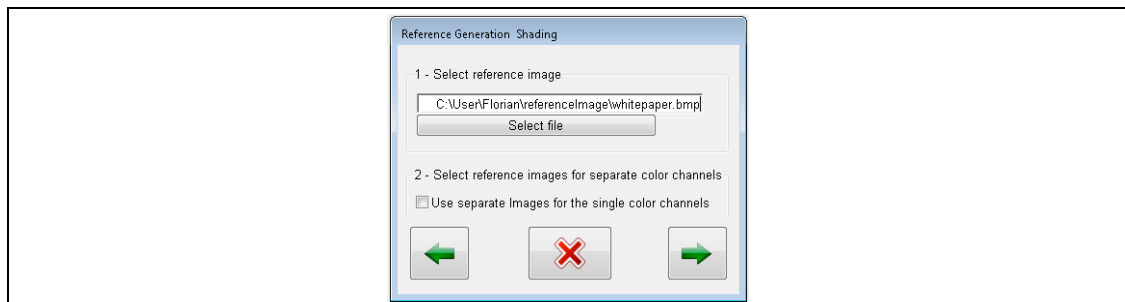 Reference Generation Shading
1 - Select reference image
C:\User\Florian\referenceImage\whitepaper.bmp
Select file
2 - Select reference images for separate color channels
Use separate Images for the single color channels